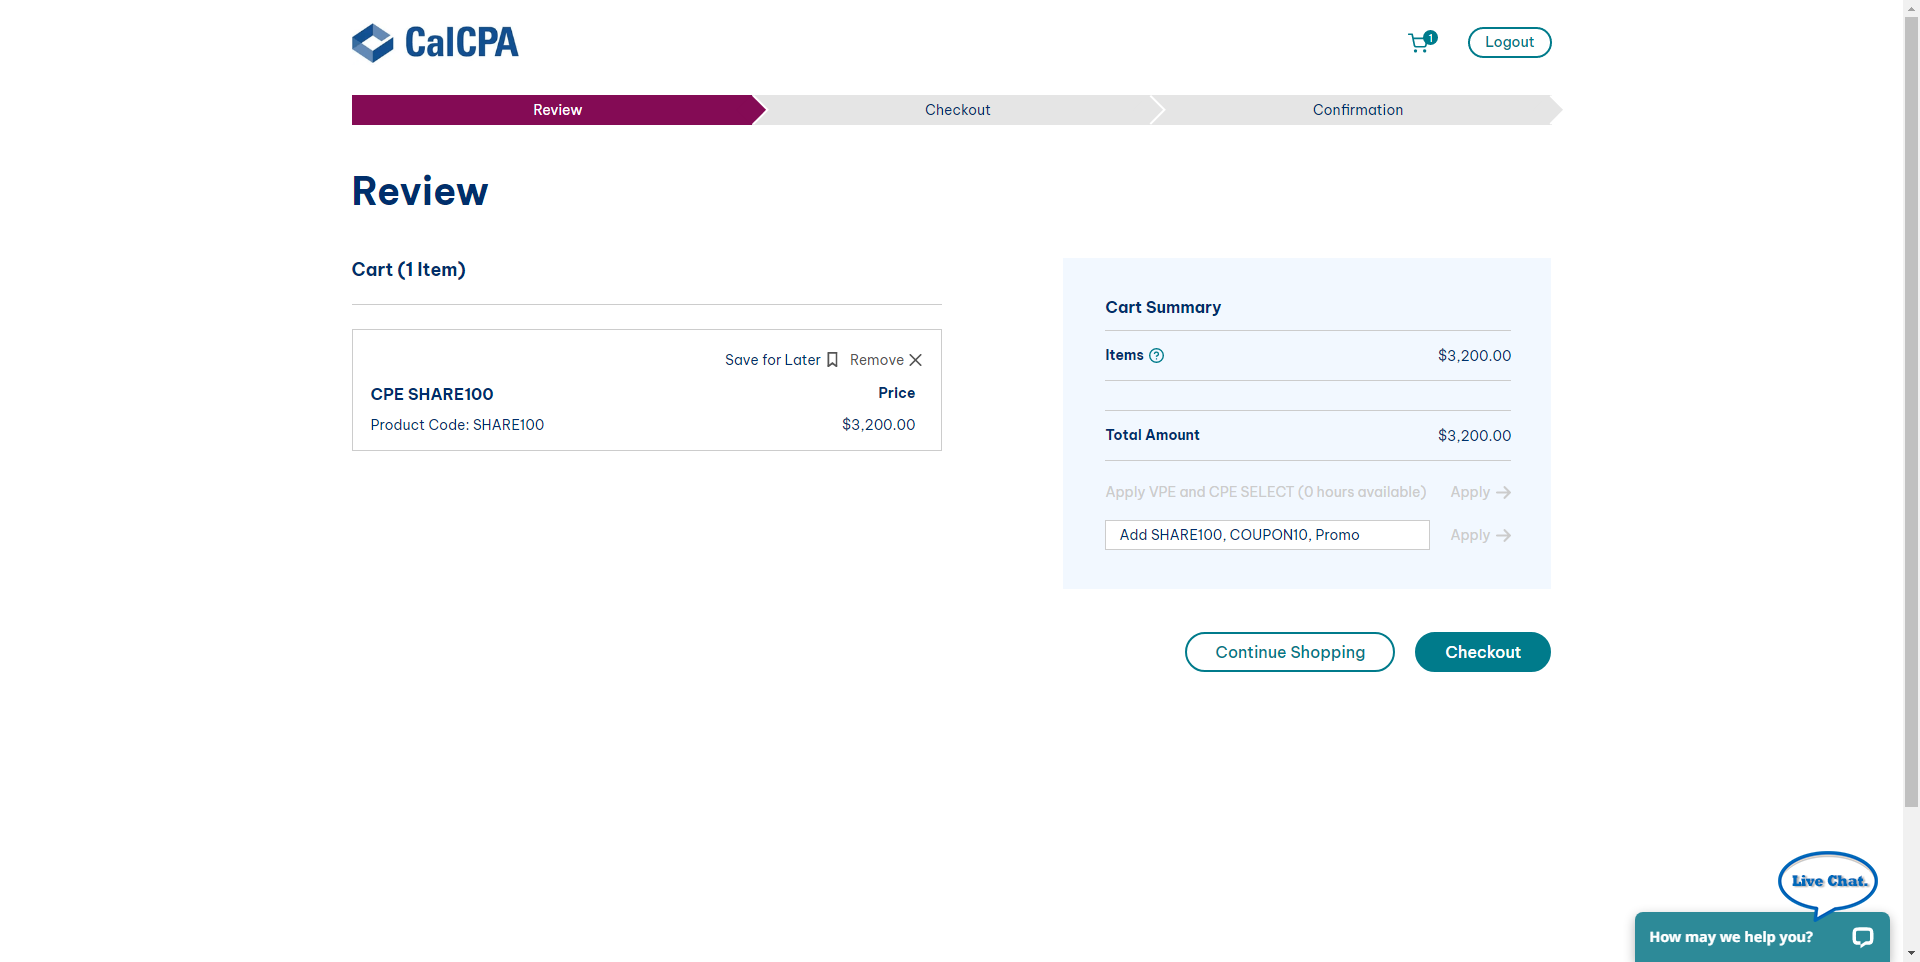 CalCPA
1
Logout
Review
Checkout
Confirmation
Review
Cart (1 Item)
Save for Later
Remove
CPE SHARE100
Price
Product Code: SHARE100
$3,200.00
Cart Summary
Items ?
$3,200.00
Total Amount
$3,200.00
Apply VPE and CPE SELECT (0 hours available)
Apply
Add SHARE100, COUPON10, Promo
Apply
Continue Shopping
Checkout
Live Chat.
How may we help you?